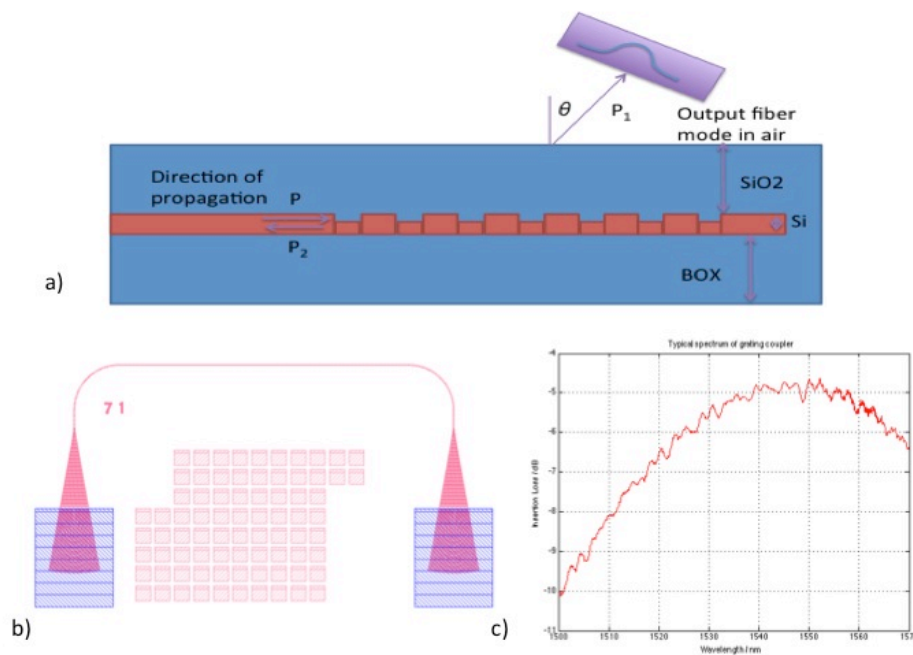 θ
P1
Output fiber
mode in air
Direction of
propagation
P
SiO2
P2
Si
BOX
a)
7 1
b)
Typical spectrum of grating coupler
Insertion Loss / dB
-4
-5
-6
-7
-8
-9
-10
-11
1500
1510
1520
1530
1540
1550
1560
157
Wavelength / nm
c)